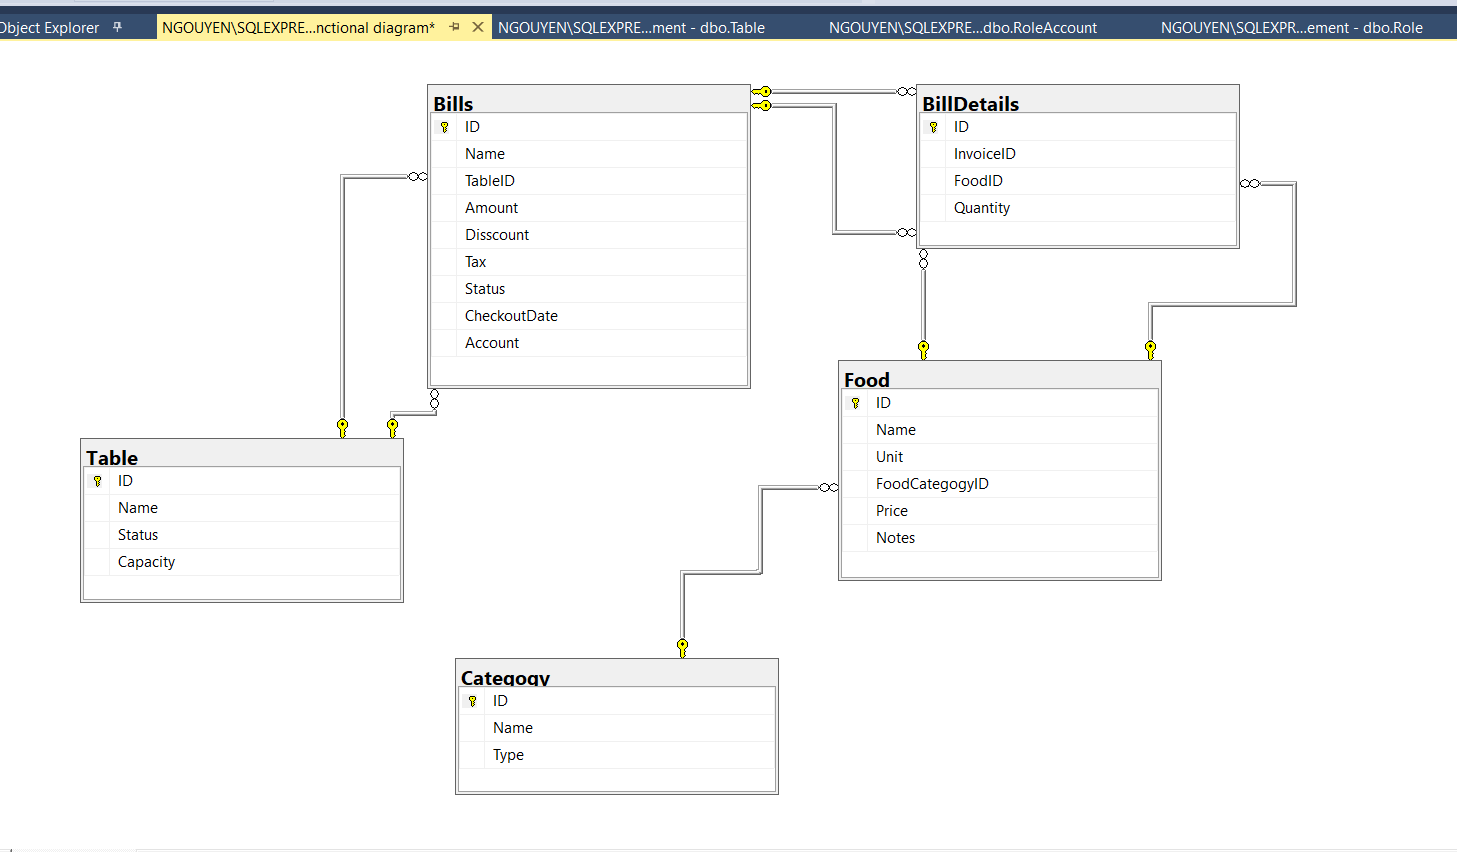 Object Explorer
NGOUYEN\SQLEXPRE...nctional diagram*
NGOUYEN\SQLEXPRE...ment - dbo.Table
NGOUYEN\SQLEXPRE...dbo.RoleAccount
NGOUYEN\SQLEXPR...ement - dbo.Role
Bills
ID
Name
TableID
Amount
Disscount
Tax
Status
CheckoutDate
Account
BillDetails
ID
InvoiceID
FoodID
Quantity
Table
ID
Name
Status
Capacity
Food
ID
Name
Unit
FoodCategogyID
Price
Notes
Categogy
ID
Name
Type